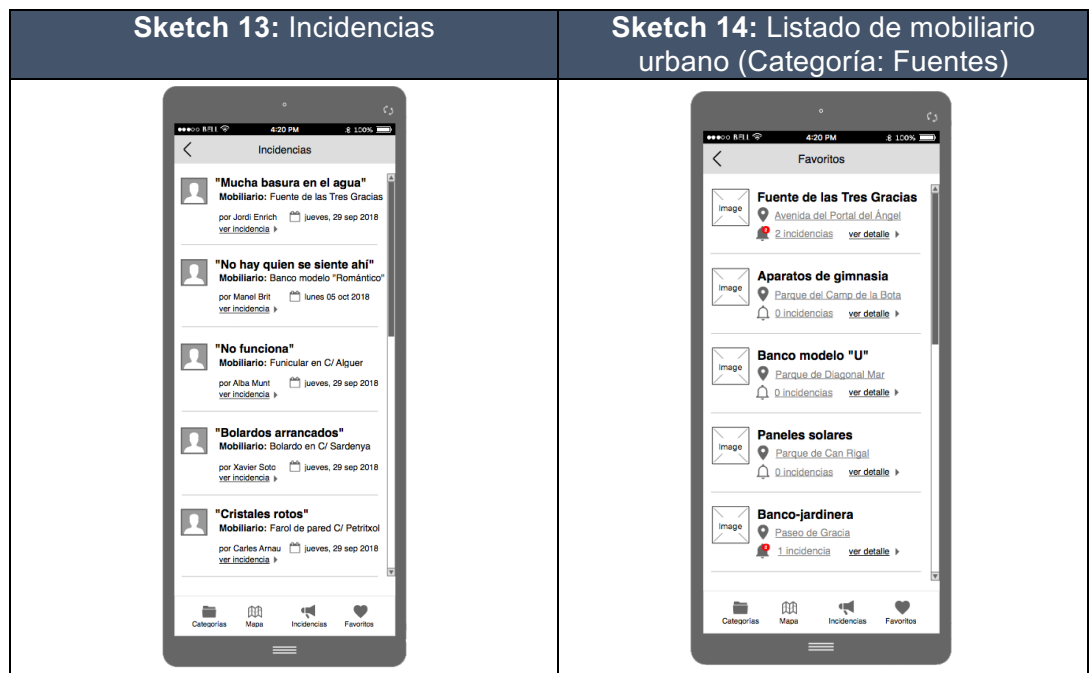 Sketch 13: Incidencias
Sketch 14: Listado de mobiliario
urbano (Categoría: Fuentes)
BELL 4:20 PM 100%
Incidencias
"Mucha basura en el agua"
Mobiliario: Fuente de las Tres Gracias
por Jordi Enrich jueves, 29 sep 2018
ver incidencia
"No hay quien se siente ahí"
Mobiliario: Banco modelo "Romántico"
por Manel Brit lunes 05 oct 2018
ver incidencia
"No funciona"
Mobiliario: Funicular en C/ Alguer
por Alba Munt jueves, 29 sep 2018
ver incidencia
"Bolardos arrancados"
Mobiliario: Bolardo en C/ Sardenya
por Xavier Soto jueves, 29 sep 2018
ver incidencia
"Cristales rotos"
Mobiliario: Farol de pared C/ Petritxol
por Carles Arnau jueves, 29 sep 2018
ver incidencia
Categorías Mapa Incidencias Favoritos
BELL 4:20 PM 100%
Favoritos
Image
Fuente de las Tres Gracias
Avenida del Portal del Ángel
2 incidencias ver detalle
Image
Aparatos de gimnasia
Parque del Camp de la Bota
0 incidencias ver detalle
Image
Banco modelo "U"
Parque de Diagonal Mar
0 incidencias ver detalle
Image
Paneles solares
Parque de Can Rigal
0 incidencias ver detalle
Image
Banco-jardinera
Paseo de Gracia
1 incidencia ver detalle
Categorías Mapa Incidencias Favoritos